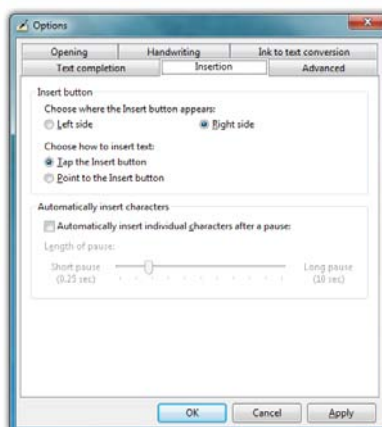 Options
Opening Handwriting Ink to text conversion
Text completion Insertion Advanced
Insert button
Choose where the Insert button appears:
Left side Right side
Choose how to insert text:
Tap the Insert button
Point to the Insert button
Automatically insert characters
Automatically insert individual characters after a pause:
Length of pause:
Short pause Long pause
(0.25 sec) (10 sec)
OK Cancel Apply